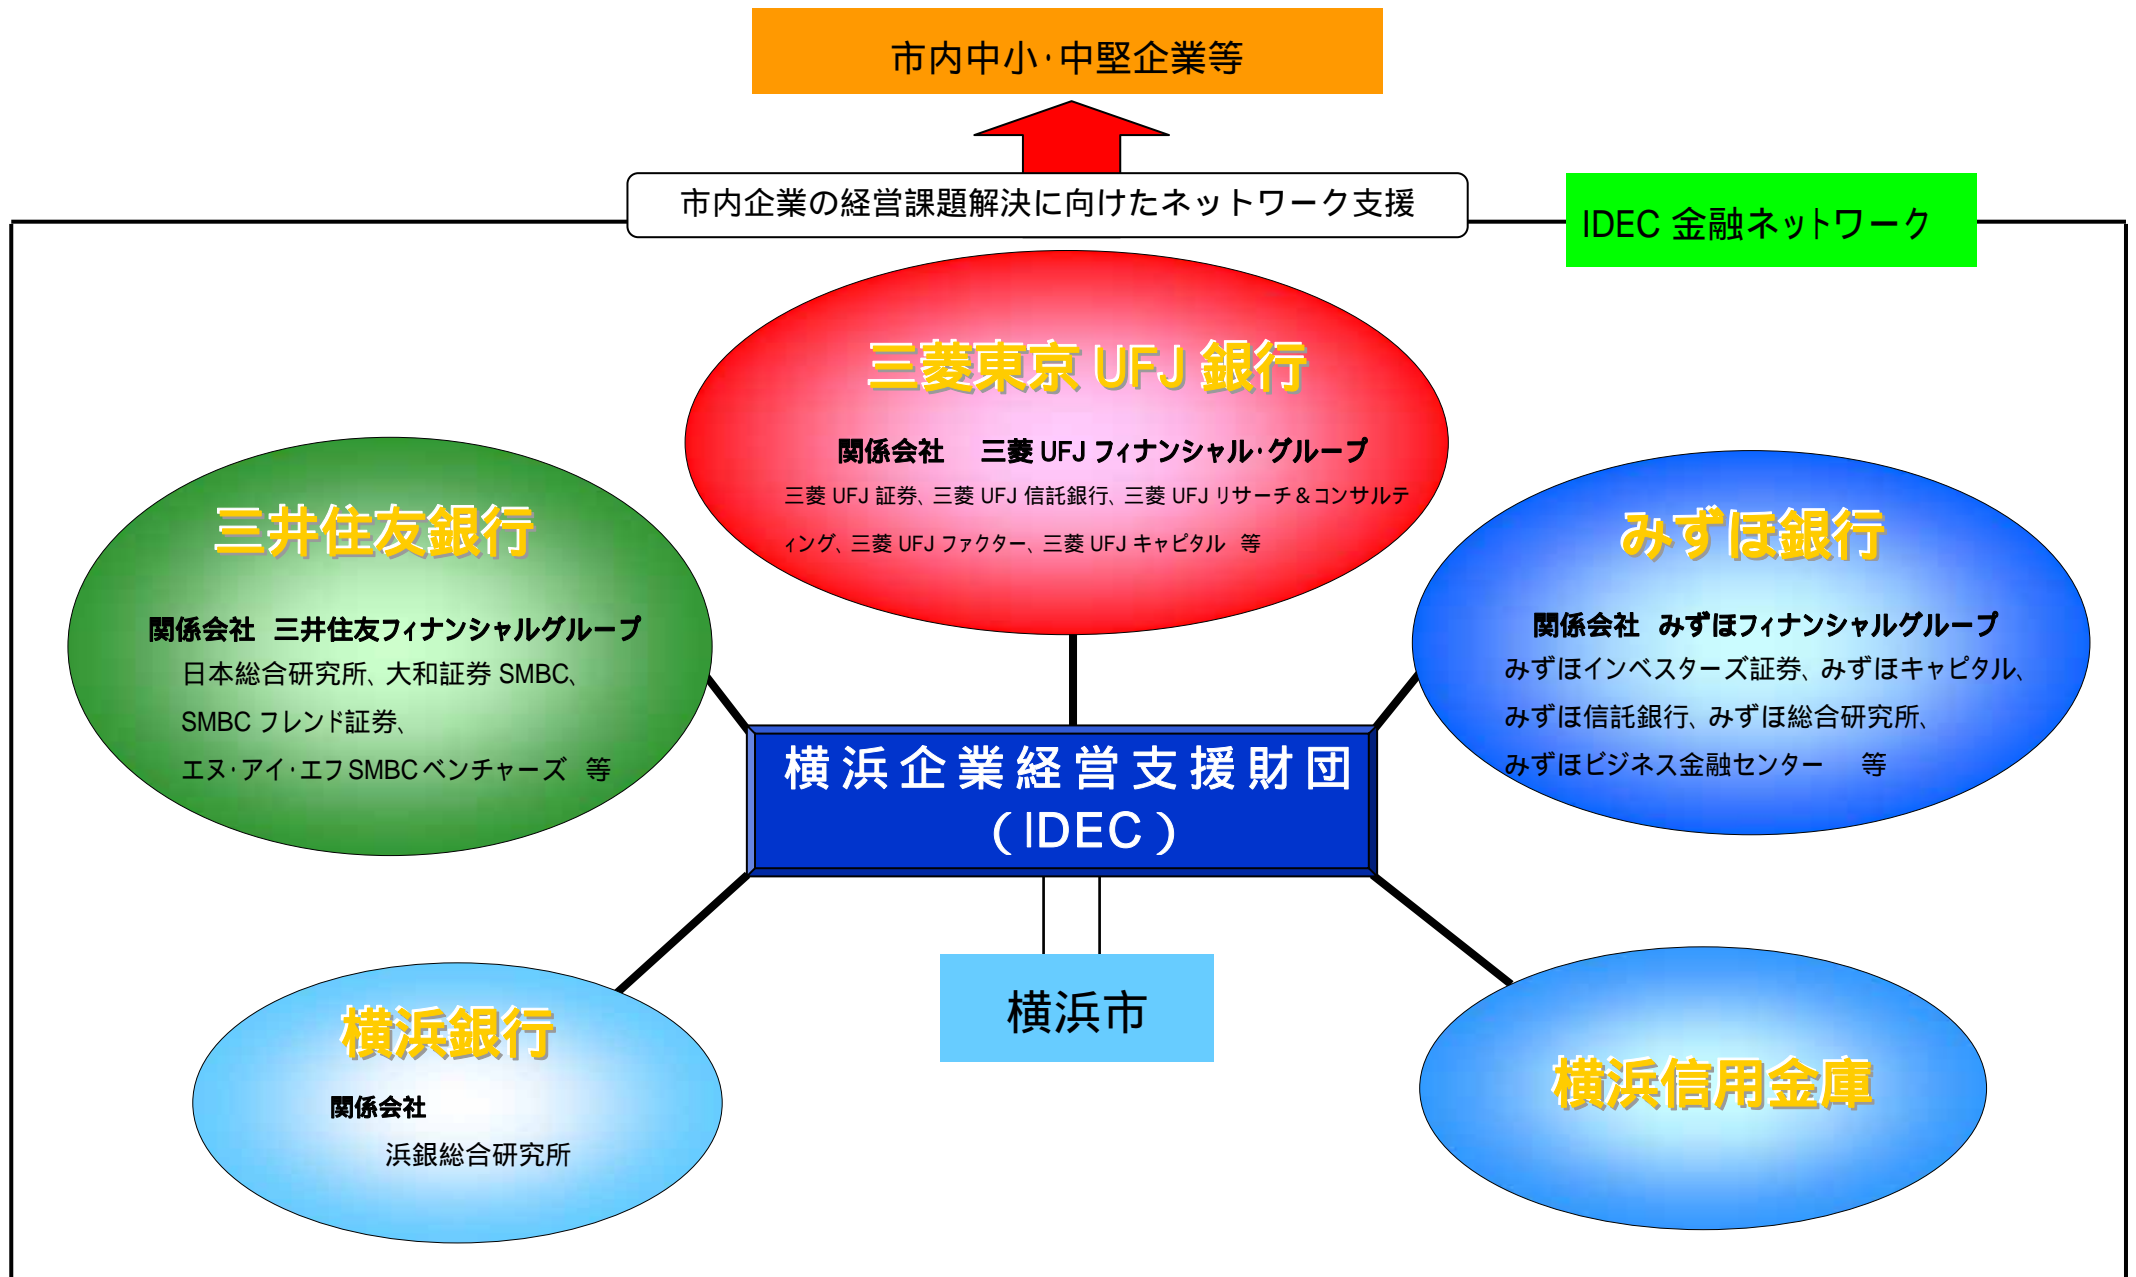 市内中小・中堅企業等
市内企業の経営課題解決に向けたネットワーク支援
IDEC 金融ネットワーク
三菱東京 UFJ 銀行
関係会社　三菱 UFJ フィナンシャル・グループ
三菱 UFJ 証券、三菱 UFJ 信託銀行、三菱 UFJ リサーチ＆コンサルテ
ィング、三菱 UFJ ファクター、三菱 UFJ キャピタル　等
三井住友銀行
関係会社　三井住友フィナンシャルグループ
日本総合研究所、大和証券 SMBC、
SMBC フレンド証券、
エヌ・アイ・エフ SMBC ベンチャーズ　等
みずほ銀行
関係会社　みずほフィナンシャルグループ
みずほインベスターズ証券、みずほキャピタル、
みずほ信託銀行、みずほ総合研究所、
みずほビジネス金融センター　等
横浜企業経営支援財団
（IDEC）
横浜市
横浜銀行
関係会社
浜銀総合研究所
横浜信用金庫